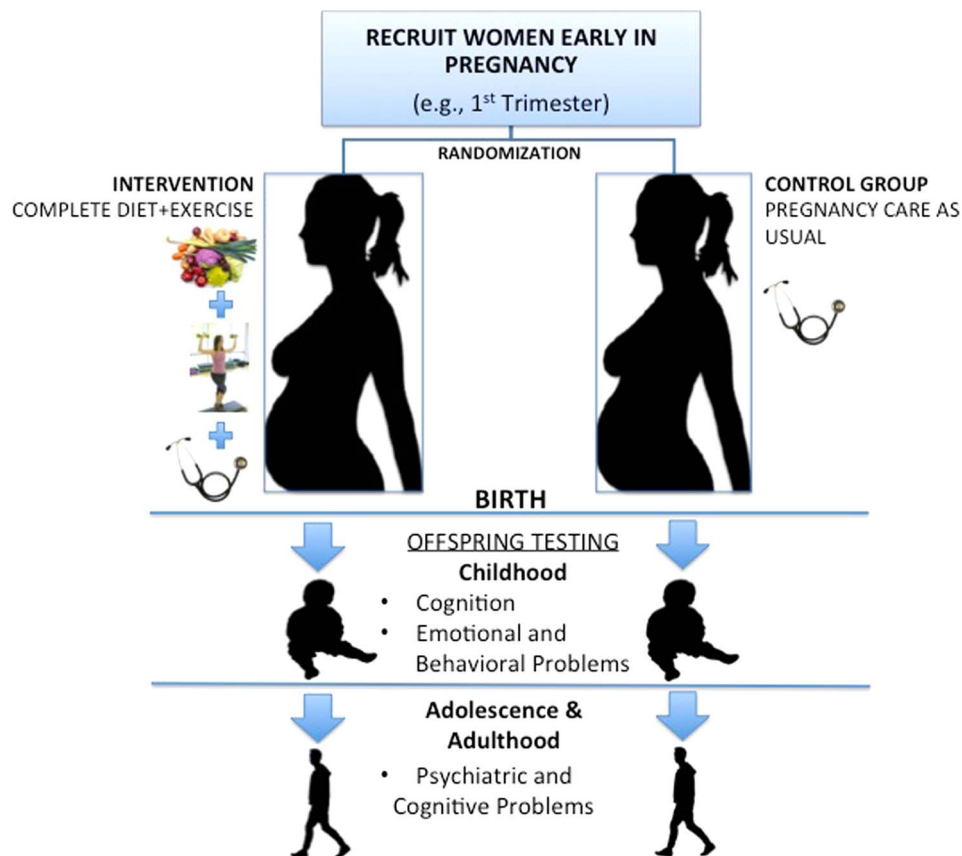 RECRUIT WOMEN EARLY IN
PREGNANCY
(e.g., 1st Trimester)
RANDOMIZATION
INTERVENTION
COMPLETE DIET+EXERCISE
CONTROL GROUP
PREGNANCY CARE AS
USUAL
BIRTH
OFFSPRING TESTING
Childhood
• Cognition
• Emotional and
Behavioral Problems
Adolescence &
Adulthood
• Psychiatric and
Cognitive Problems